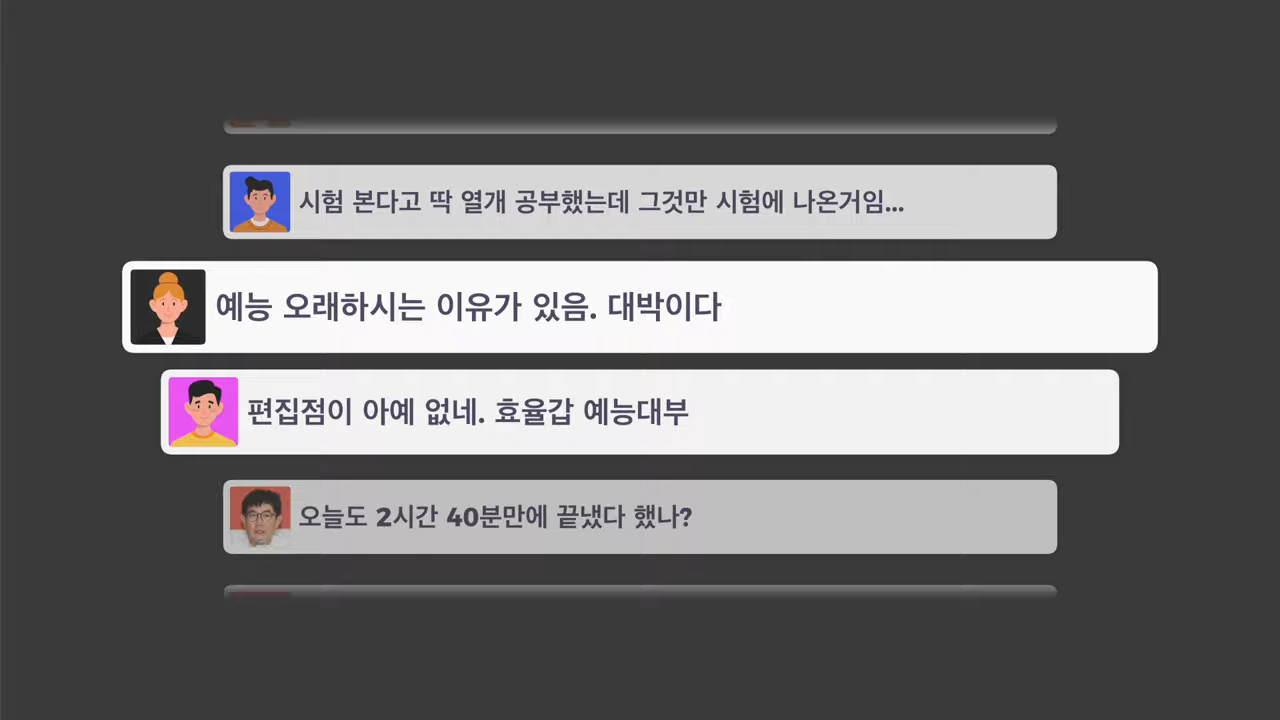 시험 본다고 딱 열개 공부했는데 그것만 시험에 나온거임...
예능 오래하시는 이유가 있음. 대박이다
편집점이 아예 없네. 효율갑 예능대부
오늘도 2시간 40분만에 끝냈다 했나?